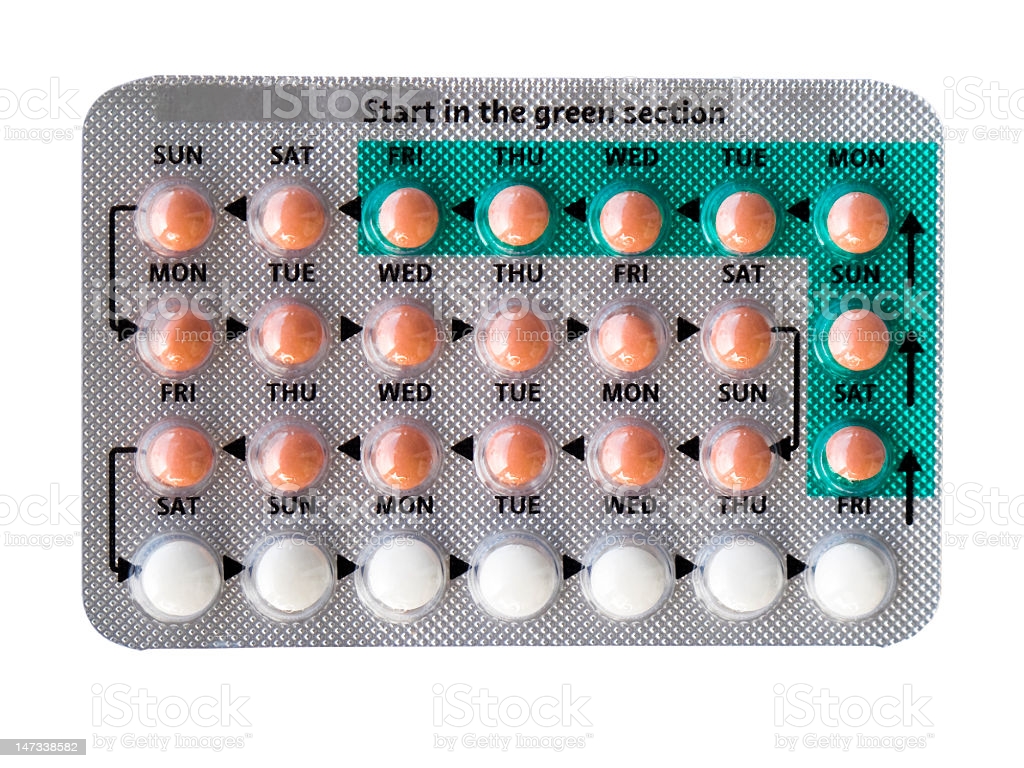 Start in the green section
SUN SAT FRI THU WED TUE MON
MON TUE WED THU FRI SAT SUN
FRI THU WED TUE MON SUN SAT
SAT SUN MON TUE WED THU FRI
iStock
by Getty Images™
147338582